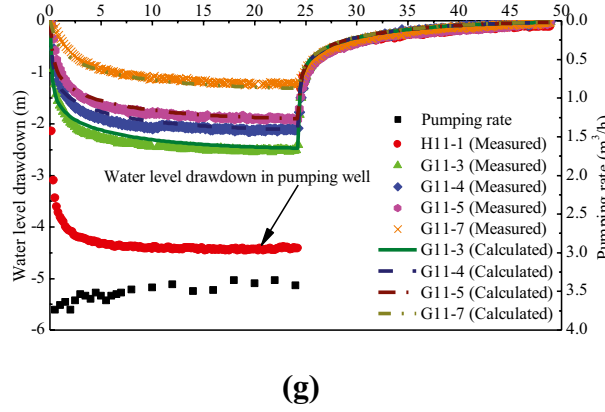 0 5 10 15 20 25 30 35 40 45 50
0.0
-1
0.5
-2
1.0
-3
1.5
-4
2.0
-5
2.5
-6
3.0
3.5
4.0
Water level drawdown (m)
Pumping rate (m³/h)
Pumping rate
H11-1 (Measured)
G11-3 (Measured)
G11-4 (Measured)
G11-5 (Measured)
G11-7 (Measured)
G11-3 (Calculated)
G11-4 (Calculated)
G11-5 (Calculated)
G11-7 (Calculated)
Water level drawdown in pumping well
(g)